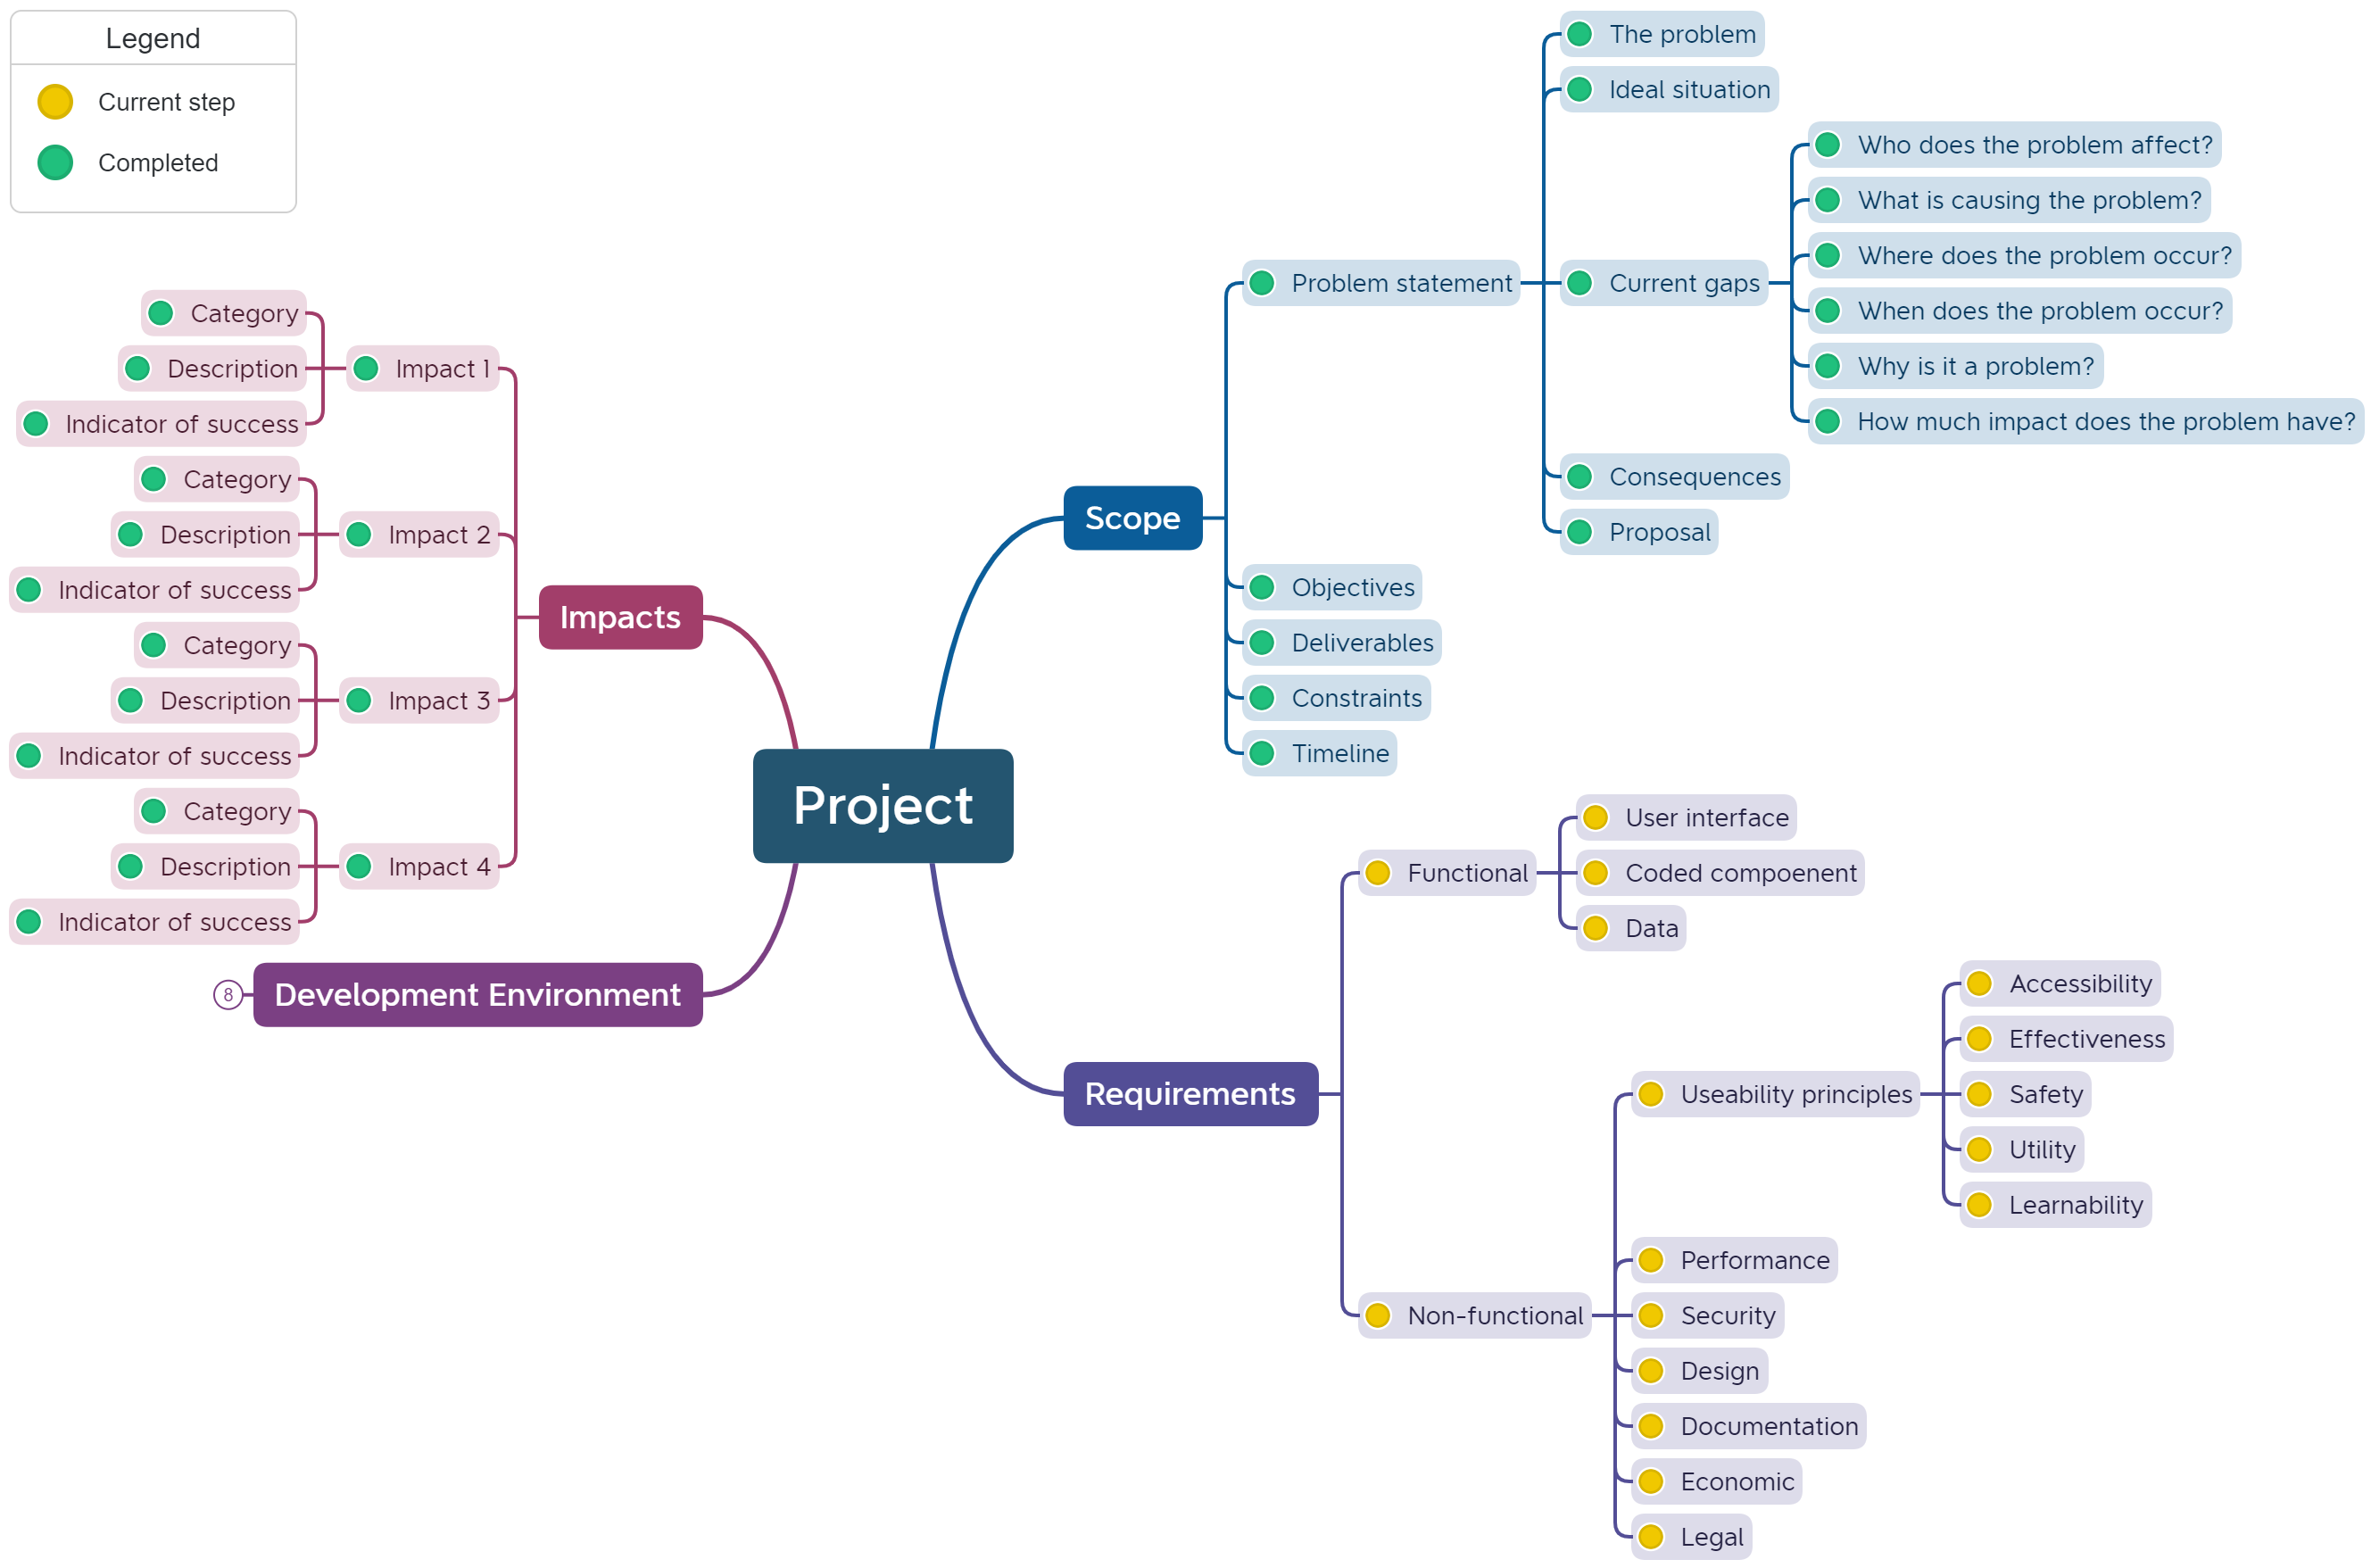 Legend
Current step
Completed
Project
Scope
Problem statement
The problem
Ideal situation
Current gaps
Who does the problem affect?
What is causing the problem?
Where does the problem occur?
When does the problem occur?
Why is it a problem?
How much impact does the problem have?
Consequences
Proposal
Objectives
Deliverables
Constraints
Timeline
Requirements
Functional
User interface
Coded compoenent
Data
Non-functional
Useability principles
Accessibility
Effectiveness
Safety
Utility
Learnability
Performance
Security
Design
Documentation
Economic
Legal
Impacts
Impact 1
Category
Description
Indicator of success
Impact 2
Category
Description
Indicator of success
Impact 3
Category
Description
Indicator of success
Impact 4
Category
Description
Indicator of success
Development Environment
8